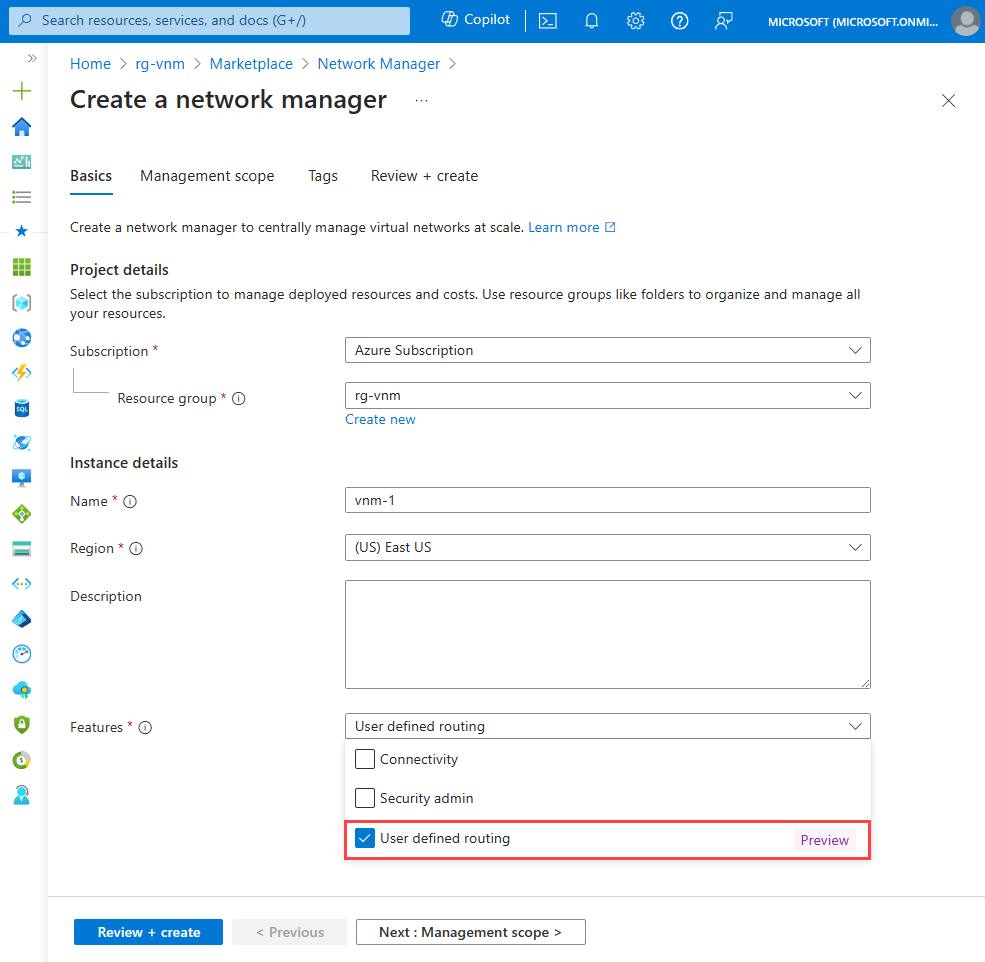 Search resources, services, and docs (G+/)
Copilot
MICROSOFT (MICROSOFT.ONMI...
Home > rg-vnm > Marketplace > Network Manager >
Create a network manager ...
Basics Management scope Tags Review + create
Create a network manager to centrally manage virtual networks at scale. Learn more
Project details
Select the subscription to manage deployed resources and costs. Use resource groups like folders to organize and manage all
your resources.
Subscription *
Azure Subscription
Resource group *
rg-vnm
Create new
Instance details
Name *
vnm-1
Region *
(US) East US
Description
Features *
User defined routing
Connectivity
Security admin
User defined routing
Preview
Review + create
< Previous
Next : Management scope >
SQL